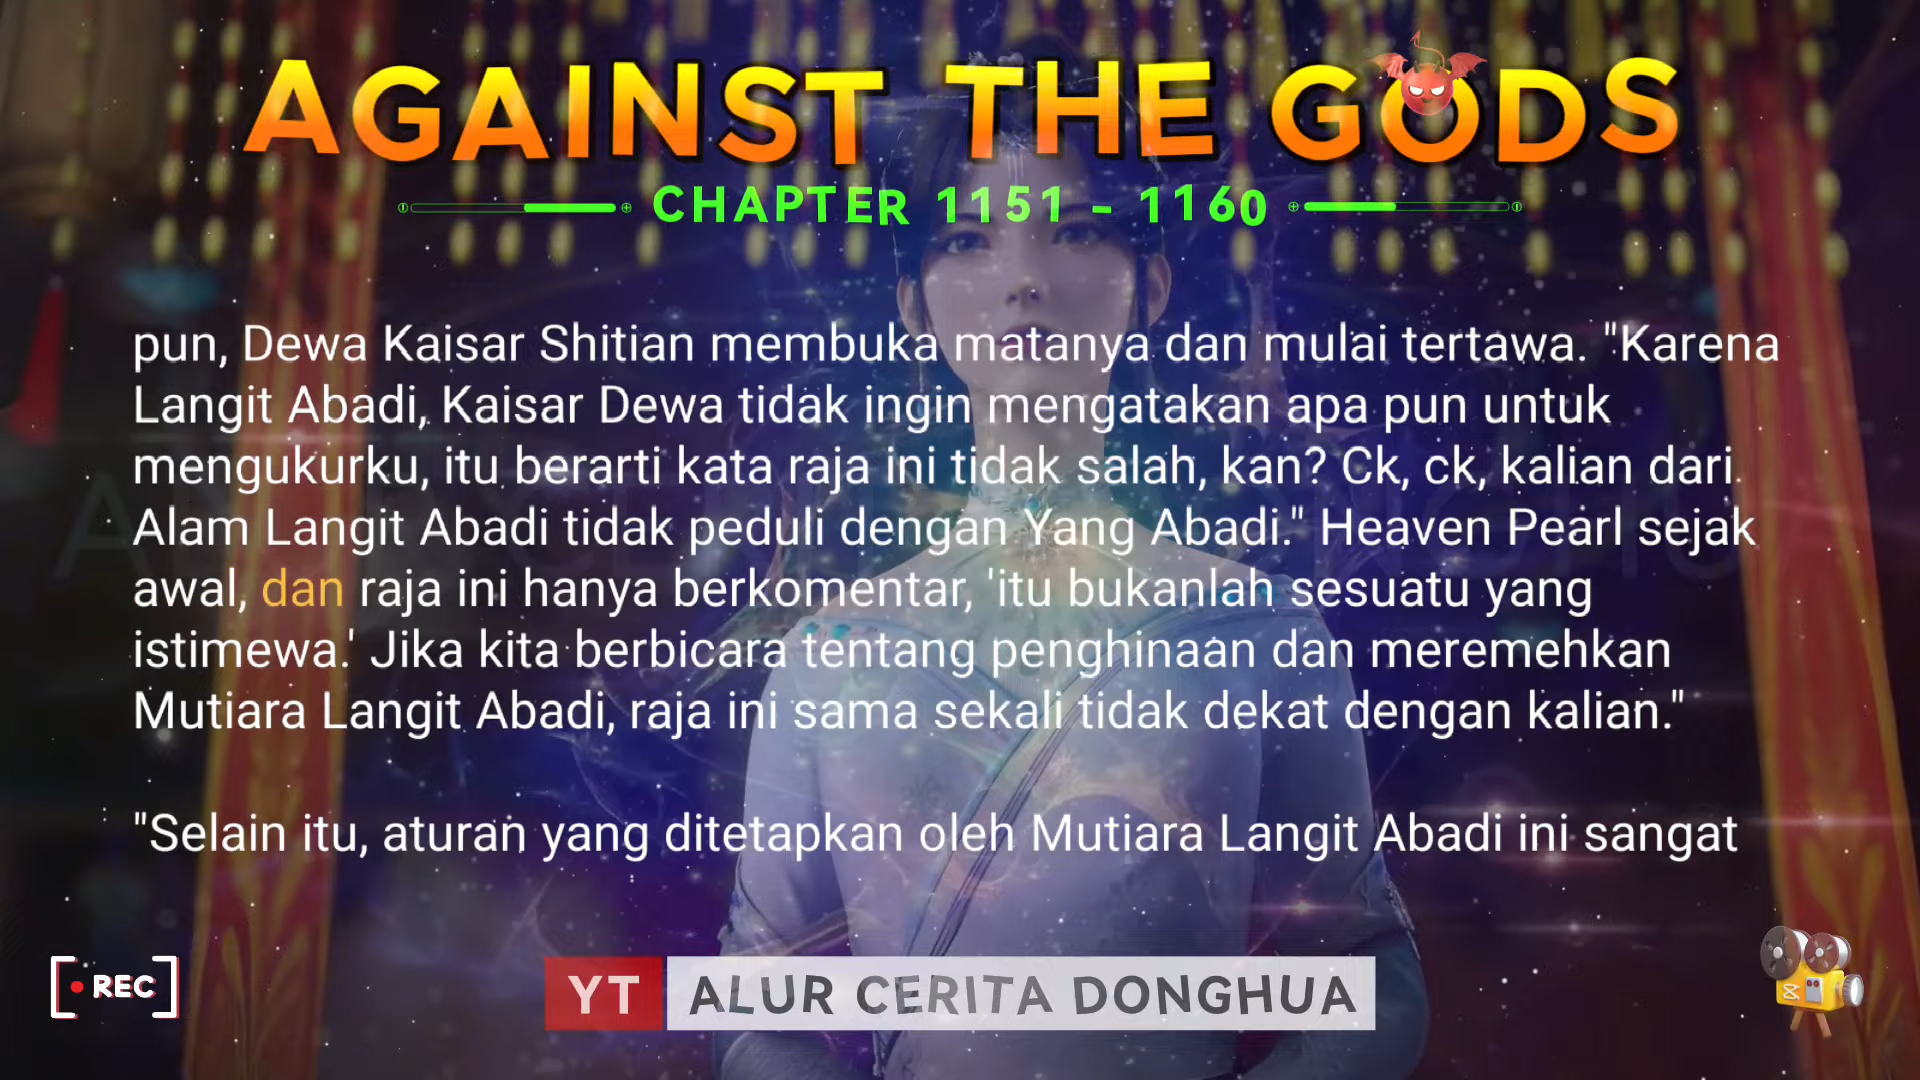 AGAINST THE GODS
CHAPTER 1151 - 1160
pun, Dewa Kaisar Shitian membuka matanya dan mulai tertawa. "Karena
Langit Abadi, Kaisar Dewa tidak ingin mengatakan apa pun untuk
mengukurku, itu berarti kata raja ini tidak salah, kan? Ck, ck, kalian dari
Alam Langit Abadi tidak peduli dengan Yang Abadi." Heaven Pearl sejak
awal, dan raja ini hanya berkomentar, 'itu bukanlah sesuatu yang
istimewa.' Jika kita berbicara tentang penghinaan dan meremehkan
Mutiara Langit Abadi, raja ini sama sekali tidak dekat dengan kalian."
"Selain itu, aturan yang ditetapkan oleh Mutiara Langit Abadi ini sangat
REC
YT ALUR CERITA DONGHUA